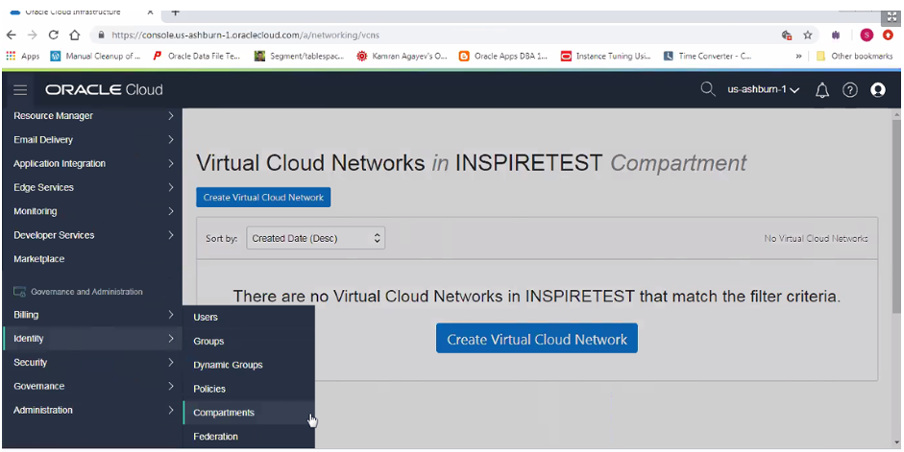 Oracle Cloud Infrastructure
https://console.us-ashburn-1.oraclecloud.com/a/networking/vcns
Apps Manual Cleanup of ... Oracle Data File Te... Segment/tablespac... Kamran Agayev's O... Oracle Apps DBA 1... Instance Tuning Usi... Time Converter - C... » Other bookmarks
ORACLE Cloud us-ashburn-1
Resource Manager
Email Delivery
Application Integration
Edge Services
Monitoring
Developer Services
Marketplace
Governance and Administration
Billing
Identity
Security
Governance
Administration
Users
Groups
Dynamic Groups
Policies
Compartments
Federation
Virtual Cloud Networks in INSPIRETEST Compartment
Create Virtual Cloud Network
Sort by: Created Date (Desc) No Virtual Cloud Networks
There are no Virtual Cloud Networks in INSPIRETEST that match the filter criteria.
Create Virtual Cloud Network